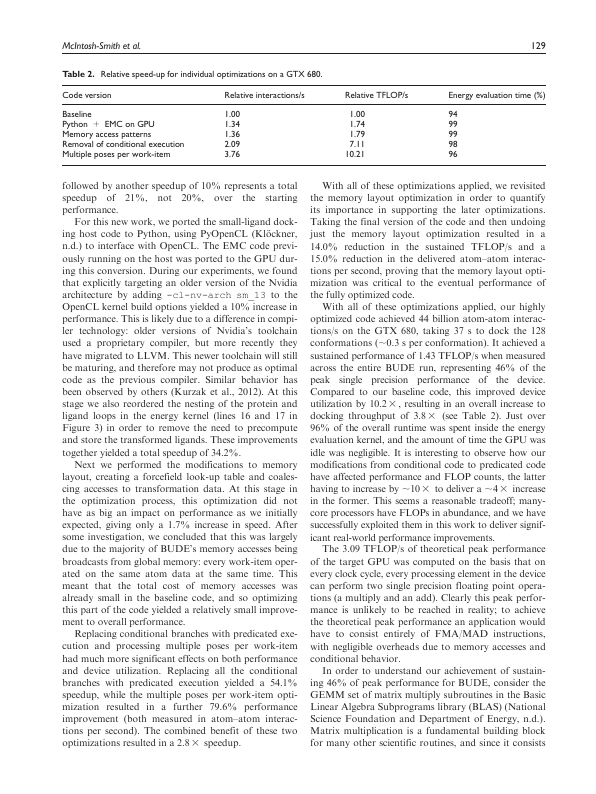 McIntosh-Smith et al. 129
Table 2. Relative speed-up for individual optimizations on a GTX 680.
Code version Relative interactions/s Relative TFLOP/s Energy evaluation time (%)
Baseline 1.00 1.00 94
Python + EMC on GPU 1.34 1.74 99
Memory access patterns 1.36 1.79 99
Removal of conditional execution 2.09 7.11 98
Multiple poses per work-item 3.76 10.21 96
followed by another speedup of 10% represents a total
speedup of 21%, not 20%, over the starting
performance.
For this new work, we ported the small-ligand dock-
ing host code to Python, using PyOpenCL (Klöckner,
n.d.) to interface with OpenCL. The EMC code previ-
ously running on the host was ported to the GPU dur-
ing this conversion. During our experiments, we found
that explicitly targeting an older version of the Nvidia
architecture by adding -cl-nv-arch sm_13 to the
OpenCL kernel build options yielded a 10% increase in
performance. This is likely due to a difference in compi-
ler technology: older versions of Nvidia's toolchain
used a proprietary compiler, but more recently they
have migrated to LLVM. This newer toolchain will still
be maturing, and therefore may not produce as optimal
code as the previous compiler. Similar behavior has
been observed by others (Kurzak et al., 2012). At this
stage we also reordered the nesting of the protein and
ligand loops in the energy kernel (lines 16 and 17 in
Figure 3) in order to remove the need to precompute
and store the transformed ligands. These improvements
together yielded a total speedup of 34.2%.
Next we performed the modifications to memory
layout, creating a forcefield look-up table and coales-
cing accesses to transformation data. At this stage in
the optimization process, this optimization did not
have as big an impact on performance as we initially
expected, giving only a 1.7% increase in speed. After
some investigation, we concluded that this was largely
due to the majority of BUDE's memory accesses being
broadcasts from global memory: every work-item oper-
ated on the same atom data at the same time. This
meant that the total cost of memory accesses was
already small in the baseline code, and so optimizing
this part of the code yielded a relatively small improve-
ment to overall performance.
Replacing conditional branches with predicated exe-
cution and processing multiple poses per work-item
had much more significant effects on both performance
and device utilization. Replacing all the conditional
branches with predicated execution yielded a 54.1%
speedup, while the multiple poses per work-item opti-
mization resulted in a further 79.6% performance
improvement (both measured in atom–atom interac-
tions per second). The combined benefit of these two
optimizations resulted in a 2.8× speedup.
With all of these optimizations applied, we revisited
the memory layout optimization in order to quantify
its importance in supporting the later optimizations.
Taking the final version of the code and then undoing
just the memory layout optimization resulted in a
14.0% reduction in the sustained TFLOP/s and a
15.0% reduction in the delivered atom–atom interac-
tions per second, proving that the memory layout opti-
mization was critical to the eventual performance of
the fully optimized code.
With all of these optimizations applied, our highly
optimized code achieved 44 billion atom-atom interac-
tions/s on the GTX 680, taking 37 s to dock the 128
conformations (~0.3 s per conformation). It achieved a
sustained performance of 1.43 TFLOP/s when measured
across the entire BUDE run, representing 46% of the
peak single precision performance of the device.
Compared to our baseline code, this improved device
utilization by 10.2×, resulting in an overall increase to
docking throughput of 3.8× (see Table 2). Just over
96% of the overall runtime was spent inside the energy
evaluation kernel, and the amount of time the GPU was
idle was negligible. It is interesting to observe how our
modifications from conditional code to predicated code
have affected performance and FLOP counts, the latter
having to increase by ~10× to deliver a ~4× increase
in the former. This seems a reasonable tradeoff; many-
core processors have FLOPs in abundance, and we have
successfully exploited them in this work to deliver signif-
icant real-world performance improvements.
The 3.09 TFLOP/s of theoretical peak performance
of the target GPU was computed on the basis that on
every clock cycle, every processing element in the device
can perform two single precision floating point opera-
tions (a multiply and an add). Clearly this peak perfor-
mance is unlikely to be reached in reality; to achieve
the theoretical peak performance an application would
have to consist entirely of FMA/MAD instructions,
with negligible overheads due to memory accesses and
conditional behavior.
In order to understand our achievement of sustain-
ing 46% of peak performance for BUDE, consider the
GEMM set of matrix multiply subroutines in the Basic
Linear Algebra Subprograms library (BLAS) (National
Science Foundation and Department of Energy, n.d.).
Matrix multiplication is a fundamental building block
for many other scientific routines, and since it consists